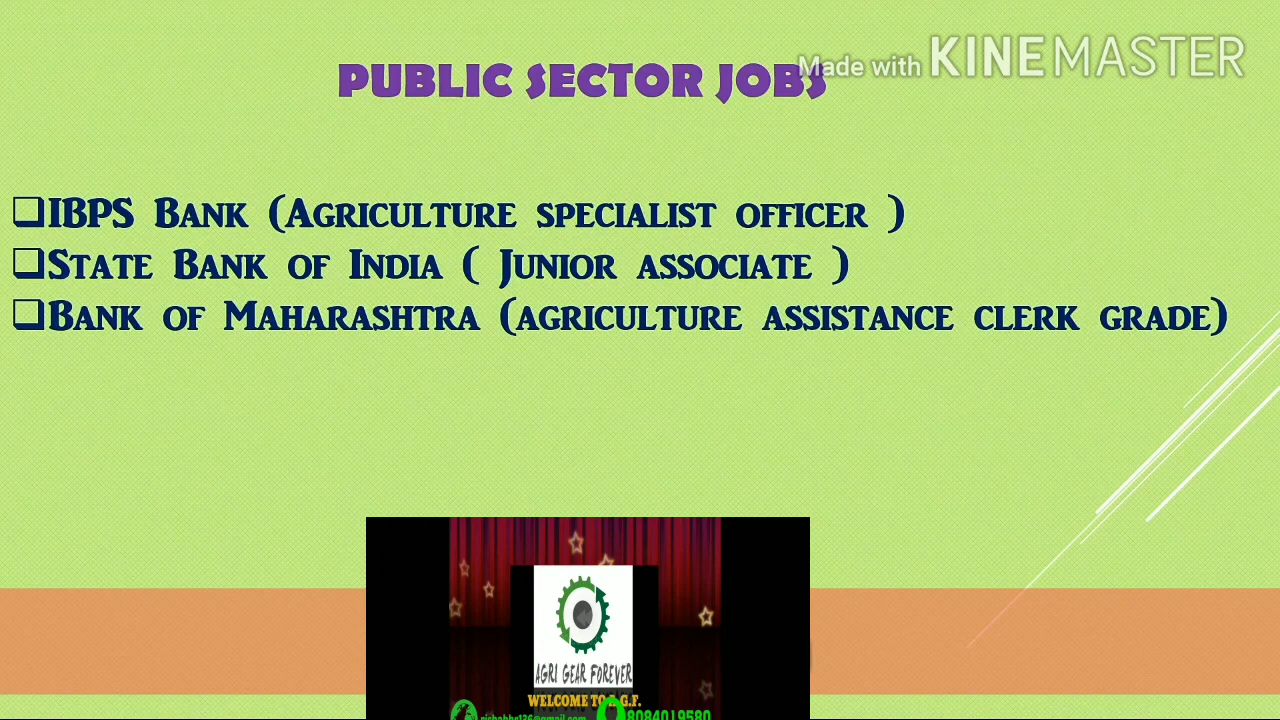 Made with KINEMASTER
PUBLIC SECTOR JOBS
IBPS Bank (Agriculture specialist officer )
State Bank of India ( Junior associate )
Bank of Maharashtra (agriculture assistance clerk grade)
AGRI GEAR FOREVER
WELCOME TO A.G.F.
8084019580